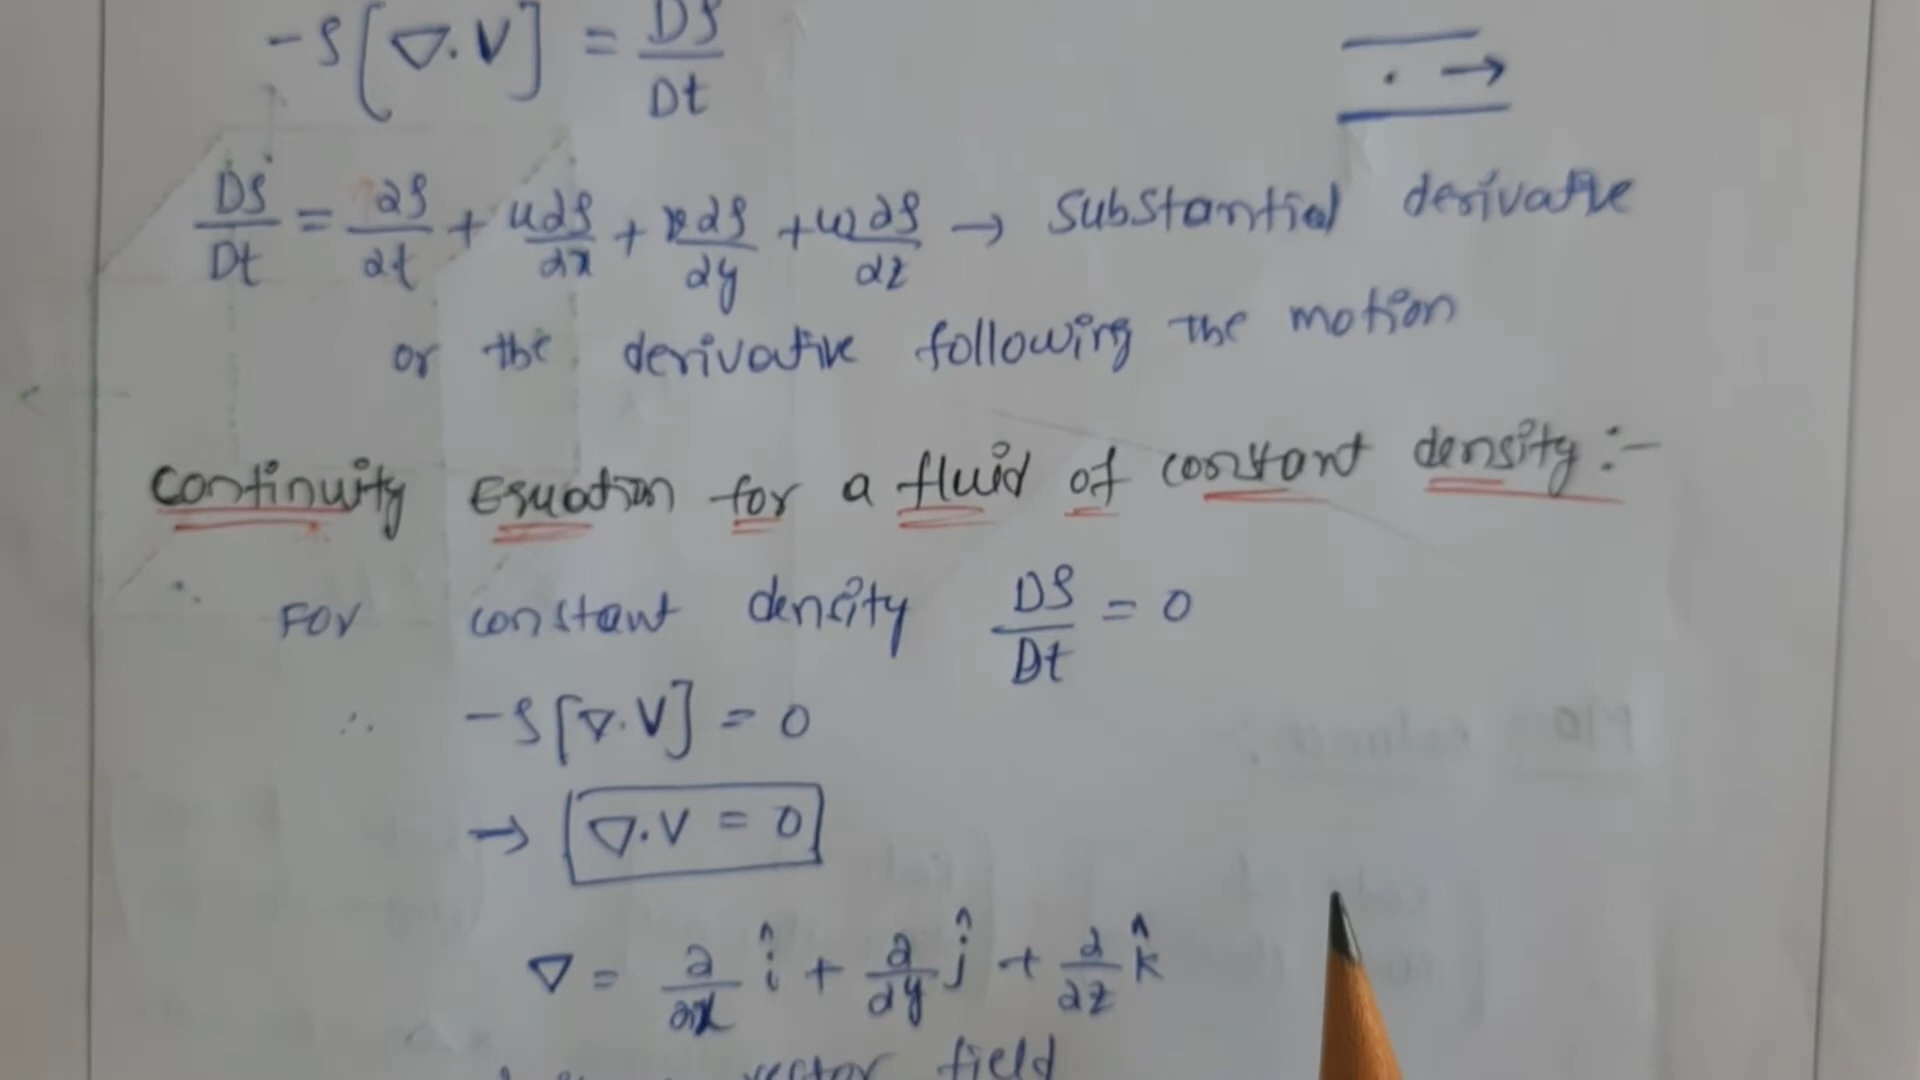 -ρ[∇.V] = Dρ/Dt
Dρ/Dt = ∂ρ/∂t + u∂ρ/∂x + v∂ρ/∂y + w∂ρ/∂z → Substantial derivative
or the derivative following the motion
Continuity Equation for a fluid of constant density :-
For constant density Dρ/Dt = 0
∴ -ρ[∇.V] = 0
→ ∇.V = 0
∇ = ∂/∂x î + ∂/∂y ĵ + ∂/∂z k̂
vector field